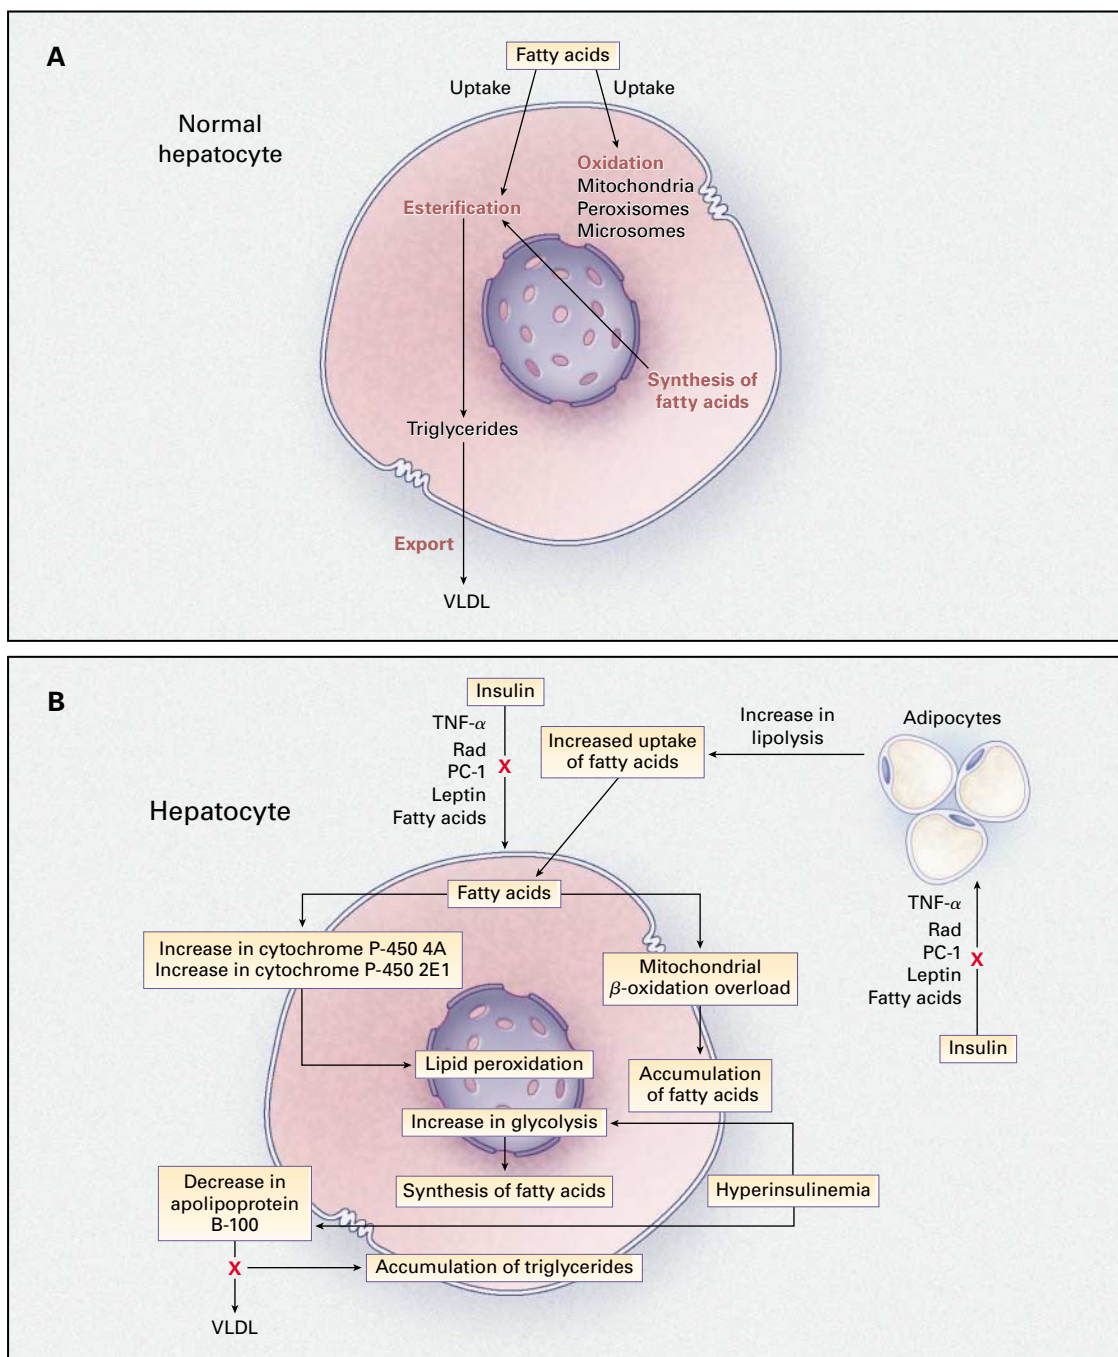 A
Normal
hepatocyte
Fatty acids
Uptake
Uptake
Oxidation
Mitochondria
Peroxisomes
Microsomes
Esterification
Synthesis of
fatty acids
Triglycerides
Export
VLDL
B
Hepatocyte
Insulin
TNF-α
Rad
PC-1
Leptin
Fatty acids
X
Increased uptake
of fatty acids
Increase in
lipolysis
Adipocytes
TNF-α
Rad
PC-1
Leptin
Fatty acids
X
Insulin
Fatty acids
Increase in cytochrome P-450 4A
Increase in cytochrome P-450 2E1
Mitochondrial
β-oxidation overload
Lipid peroxidation
Accumulation
of fatty acids
Increase in glycolysis
Synthesis of fatty acids
Hyperinsulinemia
Decrease in
apolipoprotein
B-100
X
Accumulation of triglycerides
VLDL